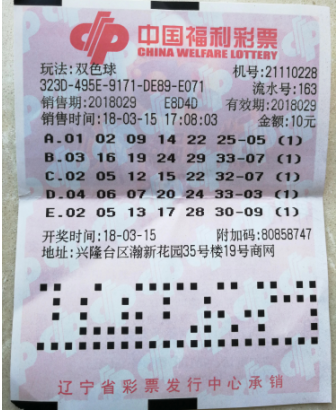 中国福利彩票
CHINA WELFARE LOTTERY
玩法:双色球 机号:21110228
323D-495E-9171-DE89-E071 流水号:163
销售期:2018029 E8D4D 有效期:2018029
销售时间:18-03-15 17:08:03 金额:10元
A.01 02 09 14 22 25-05 (1)
B.03 16 19 24 29 33-07 (1)
C.02 05 12 15 22 32-07 (1)
D.04 06 07 20 24 33-03 (1)
E.02 05 13 17 28 30-09 (1)
开奖时间:18-03-15 附加码:80858747
地址:兴隆台区瀚新花园35号楼19号商网
辽宁省彩票发行中心承销